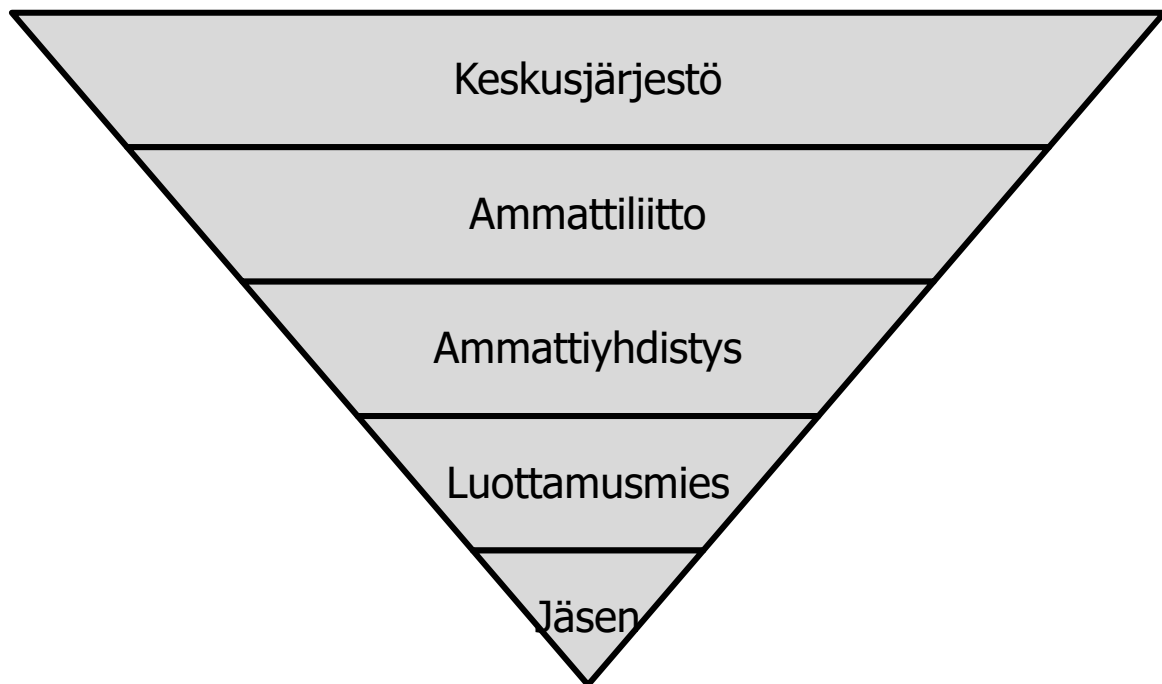 Keskusjärjestö
Ammattiliitto
Ammattiyhdistys
Luottamusmies
Jäsen